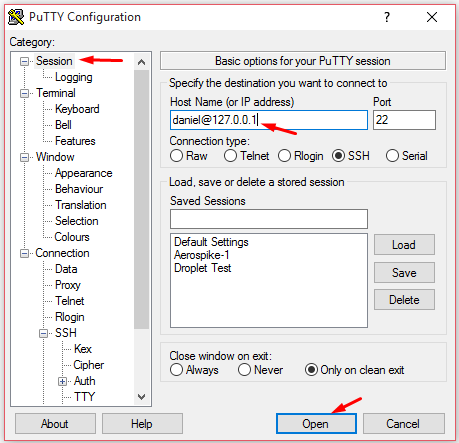 PuTTY Configuration
Category:
Session
Logging
Terminal
Keyboard
Bell
Features
Window
Appearance
Behaviour
Translation
Selection
Colours
Connection
Data
Proxy
Telnet
Rlogin
SSH
Kex
Cipher
Auth
TTY
Basic options for your PuTTY session
Specify the destination you want to connect to
Host Name (or IP address) Port
daniel@127.0.0.1 22
Connection type:
Raw Telnet Rlogin SSH Serial
Load, save or delete a stored session
Saved Sessions
Default Settings
Aerospike-1
Droplet Test
Load
Save
Delete
Close window on exit:
Always Never Only on clean exit
About Help Open Cancel